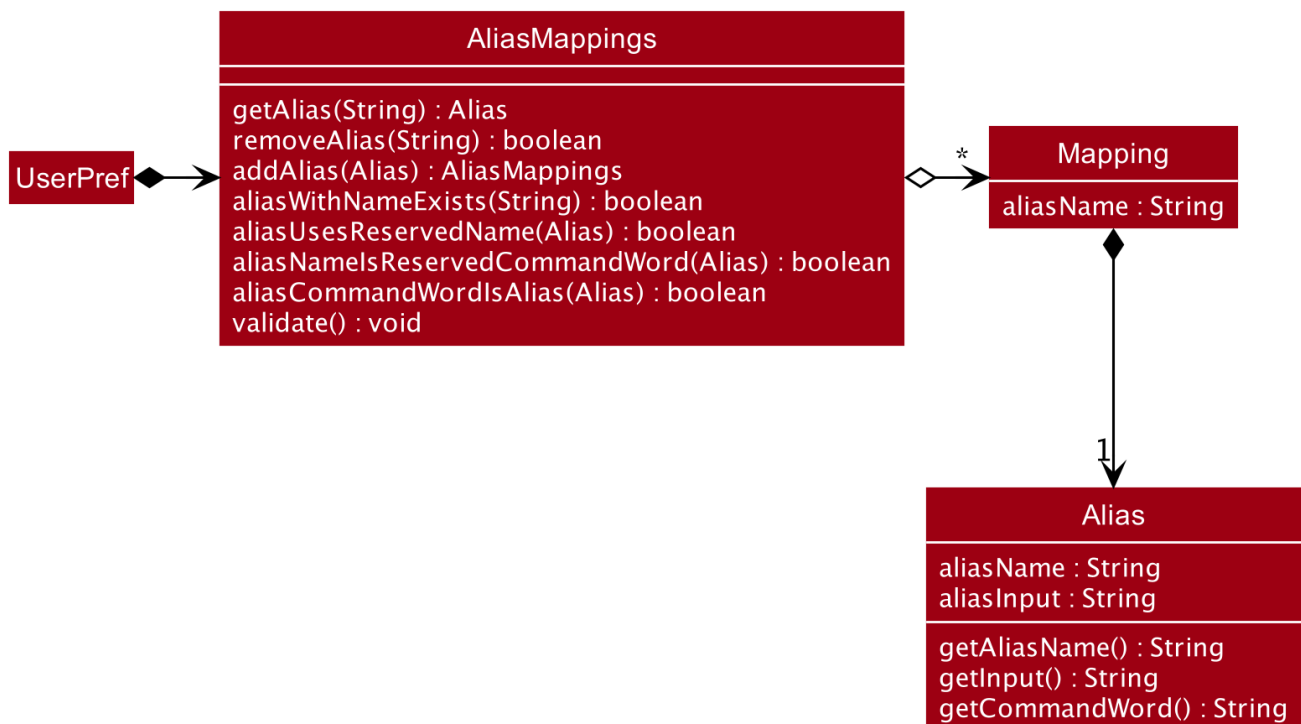 AliasMappings
getAlias(String) : Alias
removeAlias(String) : boolean
addAlias(Alias) : AliasMappings
aliasWithNameExists(String) : boolean
aliasUsesReservedName(Alias) : boolean
aliasNameIsReservedCommandWord(Alias) : boolean
aliasCommandWordIsAlias(Alias) : boolean
validate() : void
UserPref
*
Mapping
aliasName : String
1
Alias
aliasName : String
aliasInput : String
getAliasName() : String
getInput() : String
getCommandWord() : String